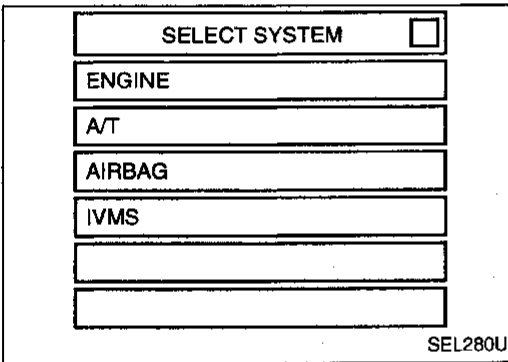 SELECT SYSTEM
ENGINE
A/T
AIRBAG
IVMS
SEL280U